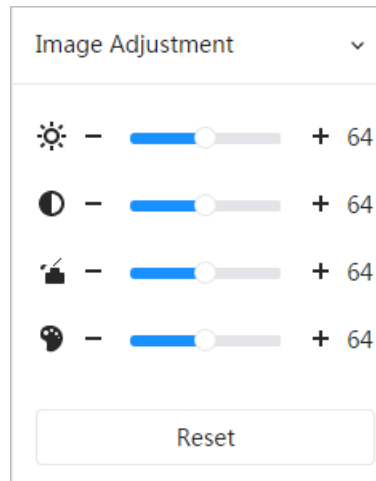 Image Adjustment
− + 64
− + 64
− + 64
− + 64
Reset